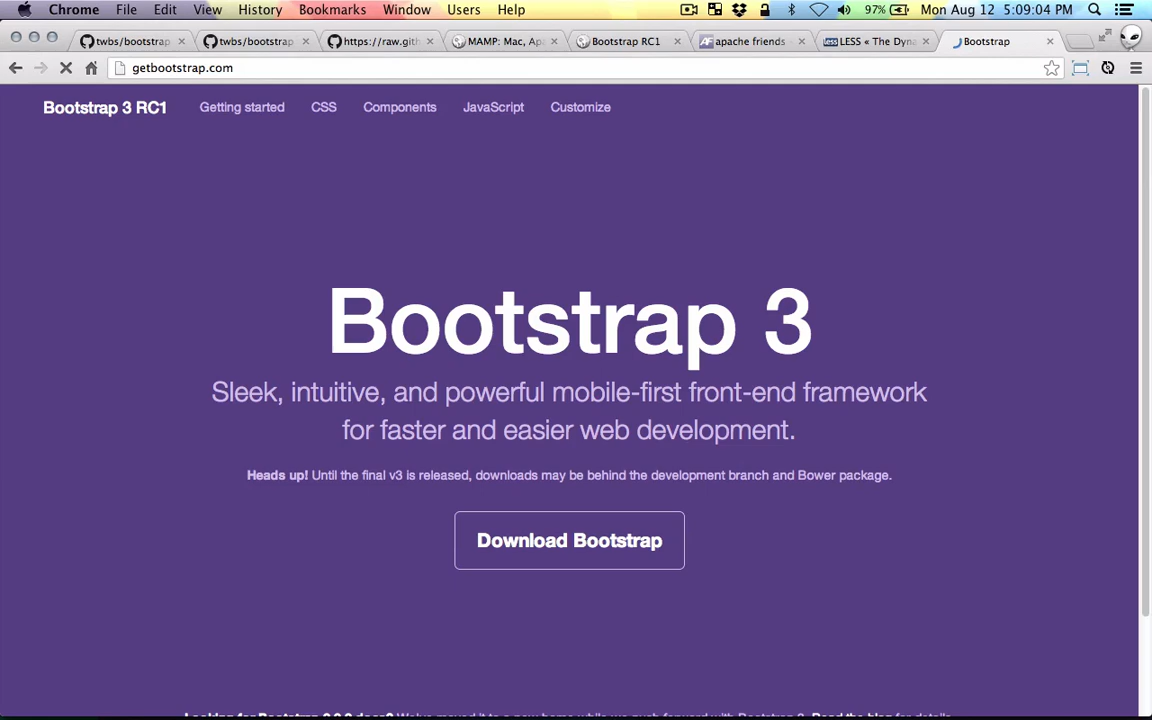 Chrome File Edit View History Bookmarks Window Users Help 97% Mon Aug 12 5:09:04 PM
twbs/bootstrap twbs/bootstrap https://raw.gith MAMP: Mac, Apa Bootstrap RC1 apache friends - LESS « The Dyna Bootstrap
getbootstrap.com
Bootstrap 3 RC1 Getting started CSS Components JavaScript Customize
Bootstrap 3
Sleek, intuitive, and powerful mobile-first front-end framework
for faster and easier web development.
Heads up! Until the final v3 is released, downloads may be behind the development branch and Bower package.
Download Bootstrap